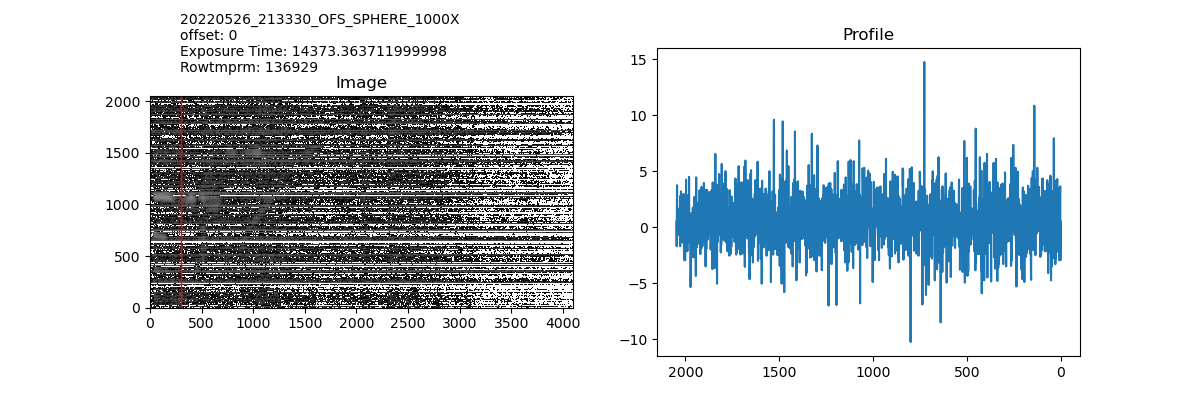 20220526_213330_OFS_SPHERE_1000X
offset: 0
Exposure Time: 14373.363711999998
Rowtmprm: 136929
Image
2000
1500
1000
500
0
0 500 1000 1500 2000 2500 3000 3500 4000
Profile
15
10
5
0
−5
−10
2000 1500 1000 500 0